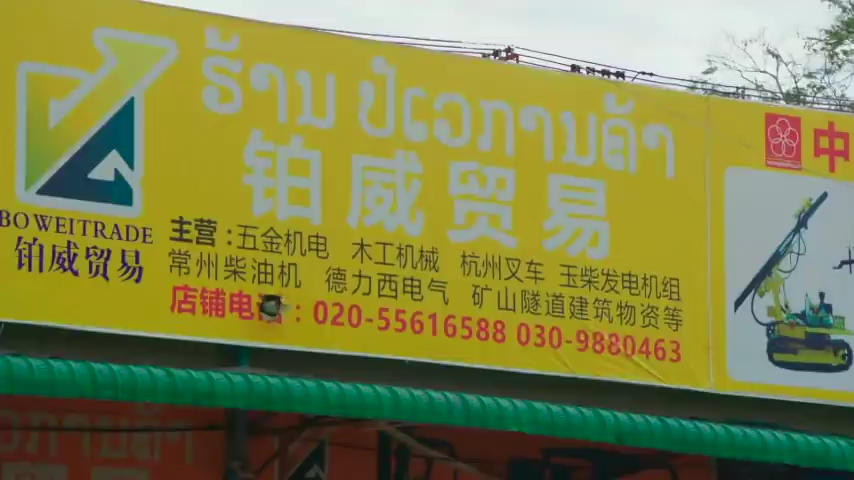 ຮ້ານ ປໍເວການຄ້າ
铂威贸易
BOWEITRADE
铂威贸易
主营：五金机电 木工机械 杭州叉车 玉柴发电机组
常州柴油机 德力西电气 矿山隧道建筑物资等
店铺电 : 020-55616588 030-9880463
中